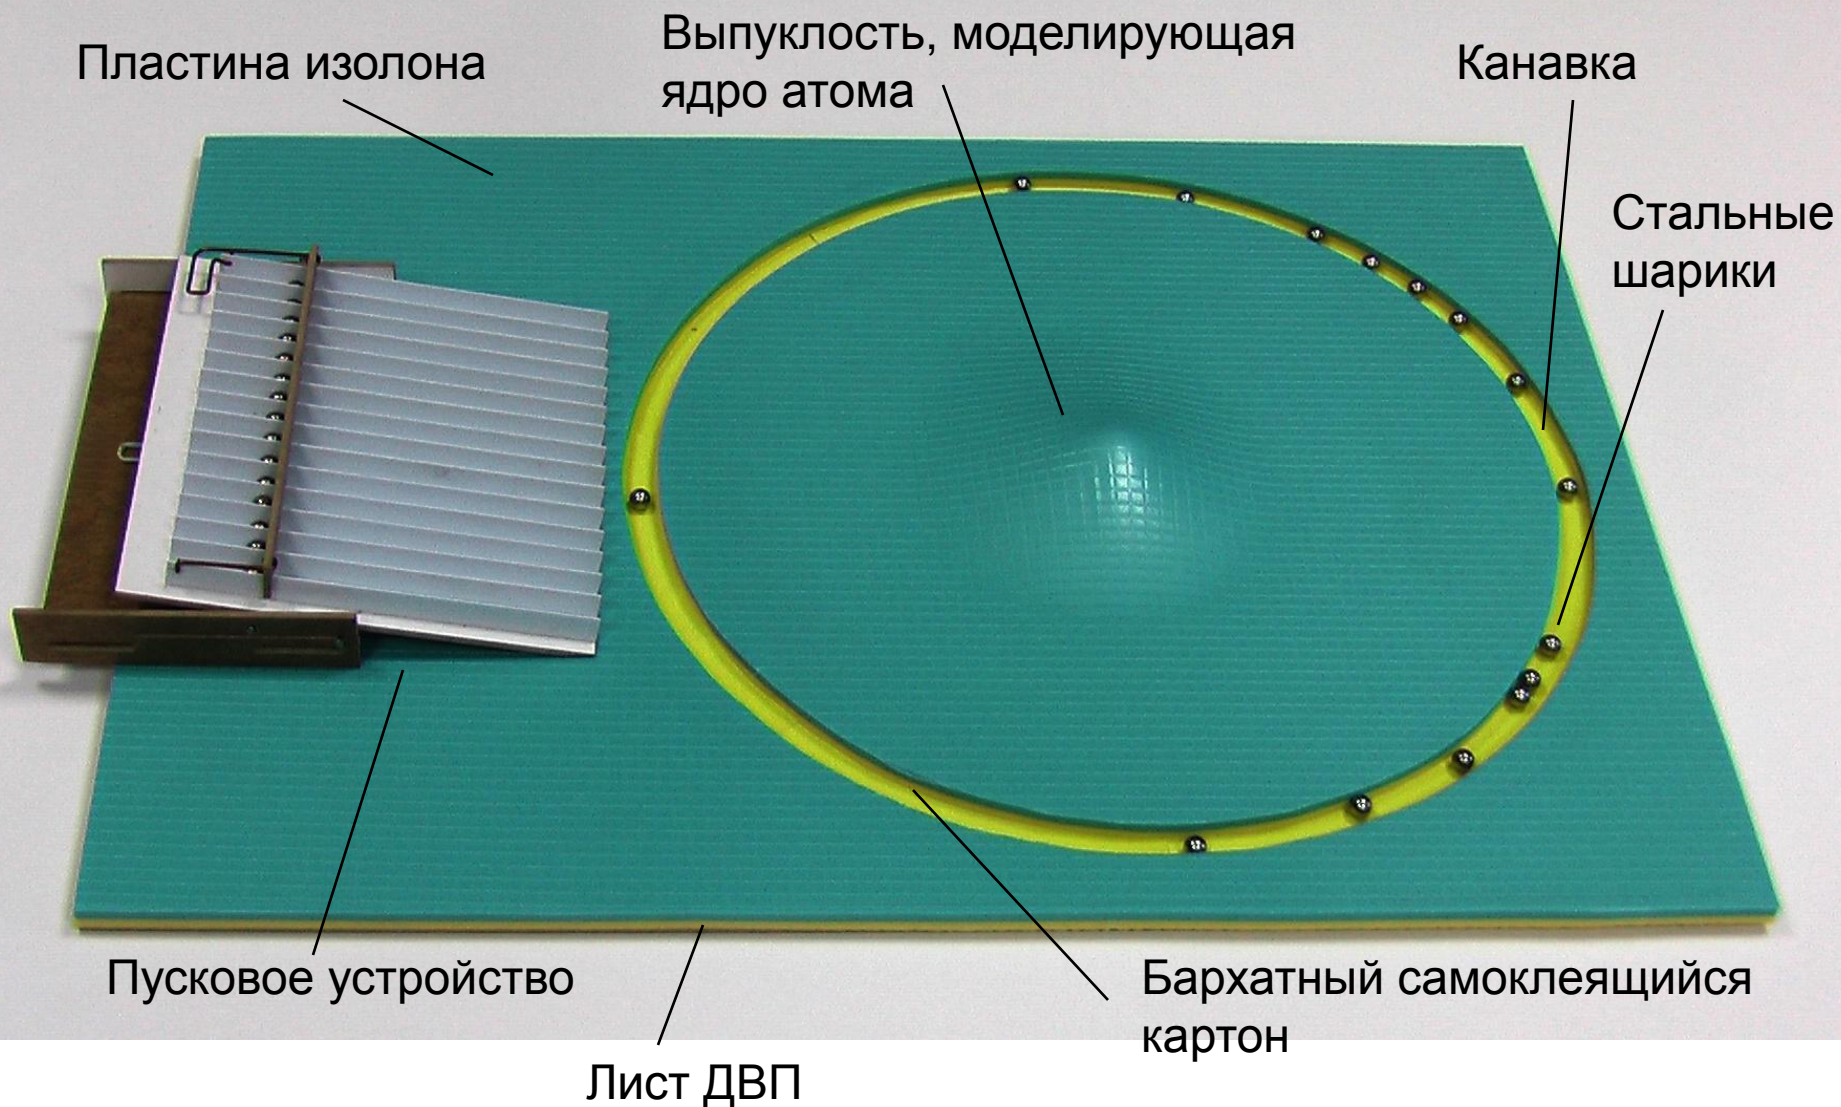 Пластина изолона
Выпуклость, моделирующая
ядро атома
Канавка
Стальные
шарики
Пусковое устройство
Бархатный самоклеящийся
картон
Лист ДВП